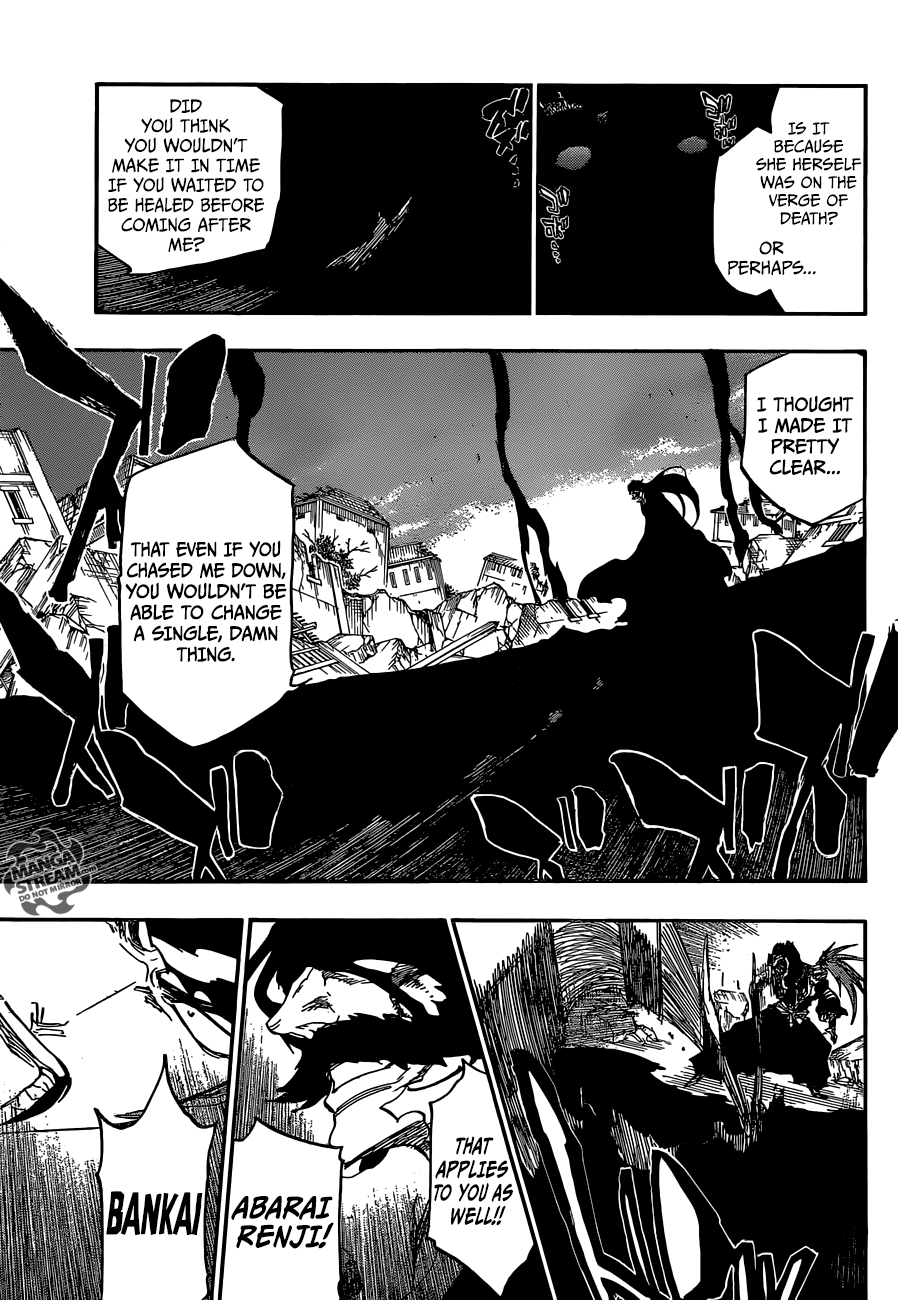 IS IT
BECAUSE
SHE HERSELF
WAS ON THE
VERGE OF
DEATH?
OR
PERHAPS...
DID
YOU THINK
YOU WOULDN'T
MAKE IT IN TIME
IF YOU WAITED TO
BE HEALED BEFORE
COMING AFTER
ME?
I THOUGHT
I MADE IT
PRETTY
CLEAR...
THAT EVEN IF YOU
CHASED ME DOWN,
YOU WOULDN'T BE
ABLE TO CHANGE
A SINGLE, DAMN
THING.
MANGA
STREAM.com
DO NOT MIRROR
THAT
APPLIES
TO YOU AS
WELL!!
ABARAI
RENJI!
BANKAI